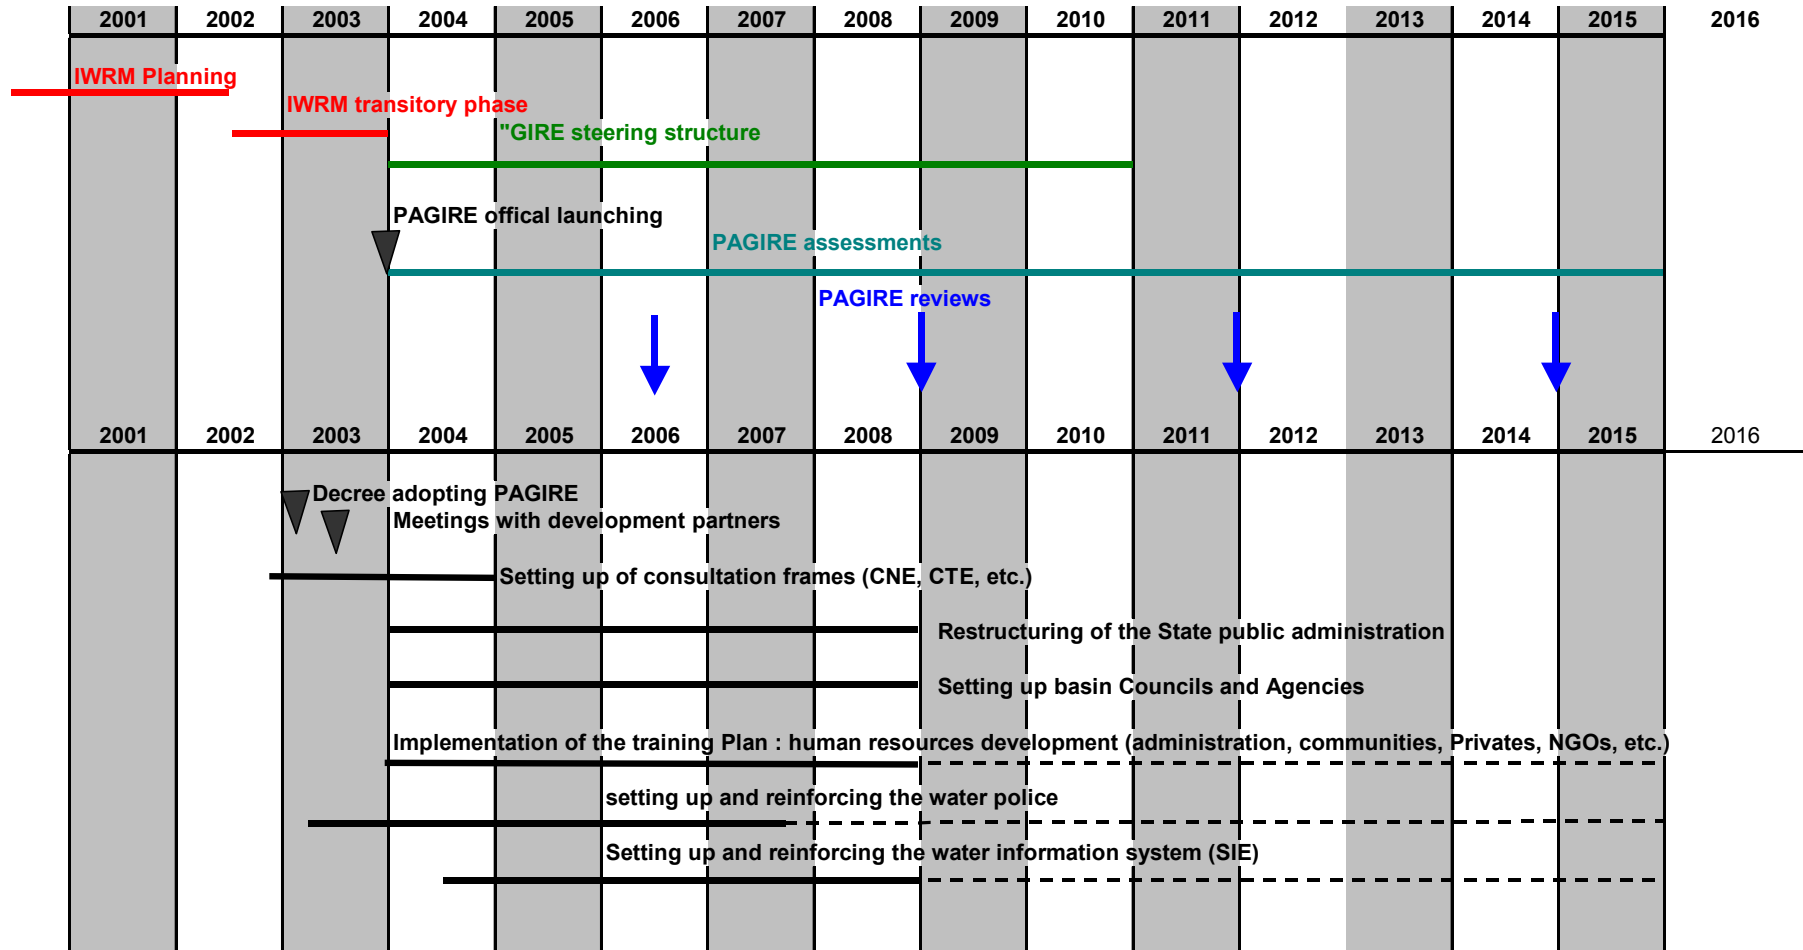 2001 2002 2003 2004 2005 2006 2007 2008 2009 2010 2011 2012 2013 2014 2015 2016
IWRM Planning
IWRM transitory phase
"GIRE steering structure
PAGIRE offical launching
PAGIRE assessments
PAGIRE reviews
2001 2002 2003 2004 2005 2006 2007 2008 2009 2010 2011 2012 2013 2014 2015 2016
Decree adopting PAGIRE
Meetings with development partners
Setting up of consultation frames (CNE, CTE, etc.)
Restructuring of the State public administration
Setting up basin Councils and Agencies
Implementation of the training Plan : human resources development (administration, communities, Privates, NGOs, etc.)
setting up and reinforcing the water police
Setting up and reinforcing the water information system (SIE)